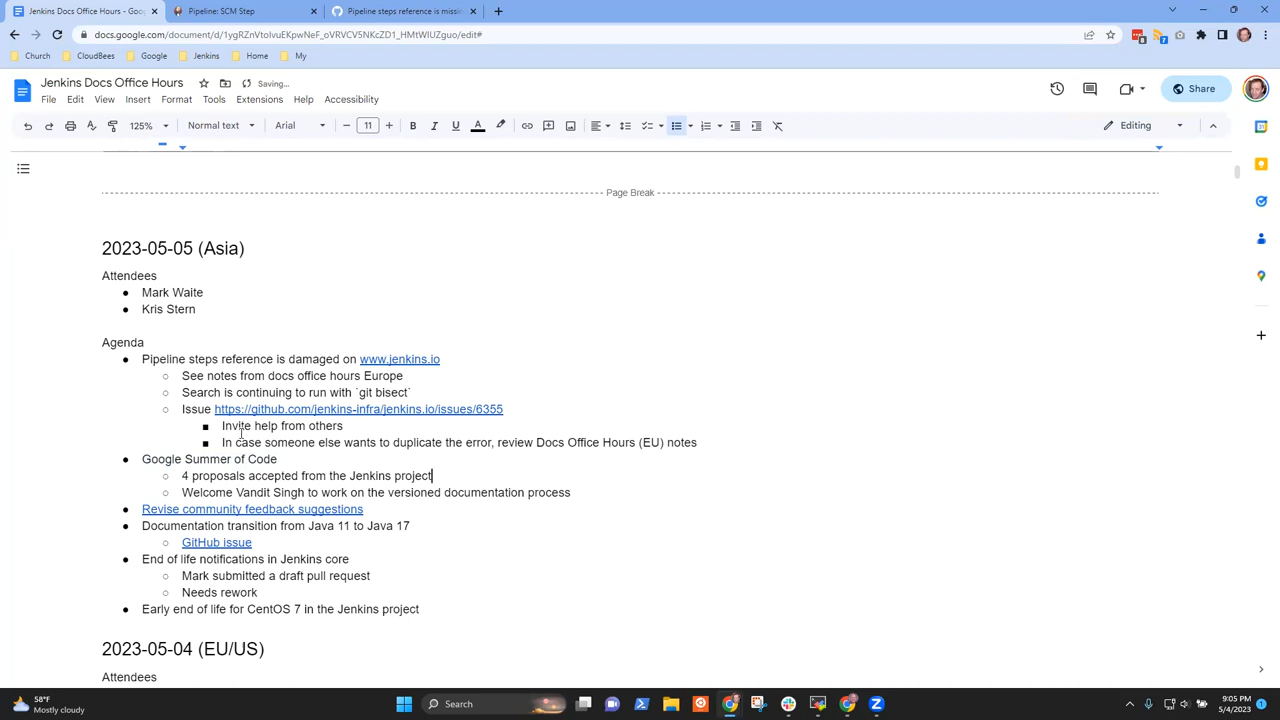 Jenkins Docs Office Hours - Goo
Pipeline: SCM Step
Pipeline steps reference is missin
docs.google.com/document/d/1ygRZnVtoIvuEKpwNeF_oVRVCV5NKcZD1_HMtWIUZguo/edit#
Church
CloudBees
Google
Jenkins
Home
My
Jenkins Docs Office Hours
Saving...
File Edit View Insert Format Tools Extensions Help Accessibility
Share
125% Normal text Arial 11 Editing
Page Break
2023-05-05 (Asia)
Attendees
● Mark Waite
● Kris Stern
Agenda
● Pipeline steps reference is damaged on www.jenkins.io
○ See notes from docs office hours Europe
○ Search is continuing to run with `git bisect`
○ Issue https://github.com/jenkins-infra/jenkins.io/issues/6355
■ Invite help from others
■ In case someone else wants to duplicate the error, review Docs Office Hours (EU) notes
● Google Summer of Code
○ 4 proposals accepted from the Jenkins project
○ Welcome Vandit Singh to work on the versioned documentation process
● Revise community feedback suggestions
● Documentation transition from Java 11 to Java 17
○ GitHub issue
● End of life notifications in Jenkins core
○ Mark submitted a draft pull request
○ Needs rework
● Early end of life for CentOS 7 in the Jenkins project
2023-05-04 (EU/US)
Attendees
58°F
Mostly cloudy
Search
9:05 PM
5/4/2023